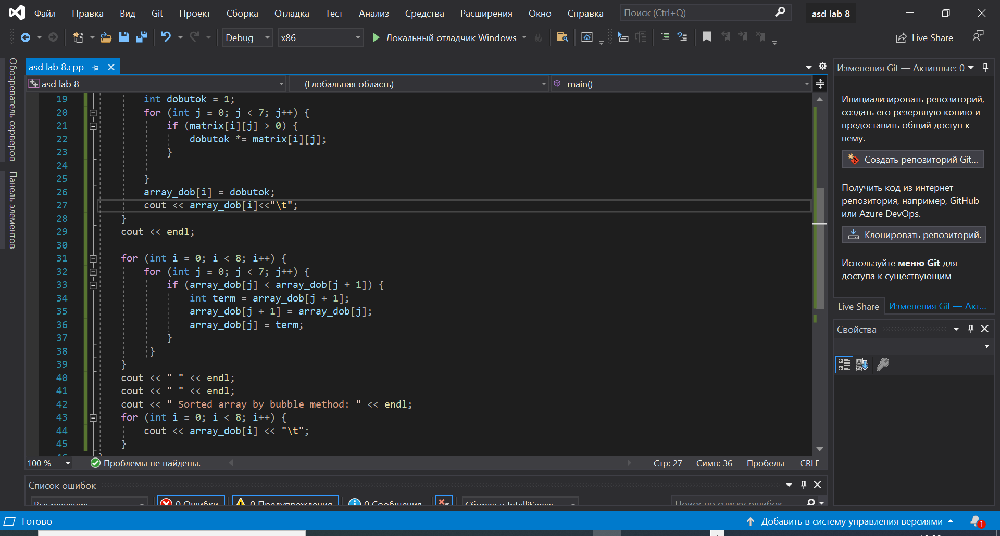 Файл Правка Вид Git Проект Сборка Отладка Тест Анализ Средства Расширения Окно Справка Поиск (Ctrl+Q) asd lab 8
Debug x86 Локальный отладчик Windows Live Share
Обозреватель серверов
Панель элементов
asd lab 8.cpp
asd lab 8 (Глобальная область) main()
19 int dobutok = 1;
20 for (int j = 0; j < 7; j++) {
21 if (matrix[i][j] > 0) {
22 dobutok *= matrix[i][j];
23 }
24
25 }
26 array_dob[i] = dobutok;
27 cout << array_dob[i]<<"\t";
28 }
29 cout << endl;
30
31 for (int i = 0; i < 8; i++) {
32 for (int j = 0; j < 7; j++) {
33 if (array_dob[j] < array_dob[j + 1]) {
34 int term = array_dob[j + 1];
35 array_dob[j + 1] = array_dob[j];
36 array_dob[j] = term;
37 }
38 }
39 }
40 cout << " " << endl;
41 cout << " " << endl;
42 cout << " Sorted array by bubble method: " << endl;
43 for (int i = 0; i < 8; i++) {
44 cout << array_dob[i] << "\t";
45 }
100 % Проблемы не найдены. Стр: 27 Симв: 36 Пробелы CRLF
Список ошибок
Все решение 0 Ошибки 0 Предупреждения 0 Сообщения Сборка и IntelliSense Поиск по списку ошибок
Изменения Git — Активные: 0
Инициализировать репозиторий,
создать его резервную копию и
предоставить общий доступ к
нему.
Создать репозиторий Git...
Получить код из интернет-
репозитория, например, GitHub
или Azure DevOps.
Клонировать репозиторий.
Используйте меню Git для
доступа к существующим
Live Share Изменения Git — Акт...
Свойства
Готово Добавить в систему управления версиями 1